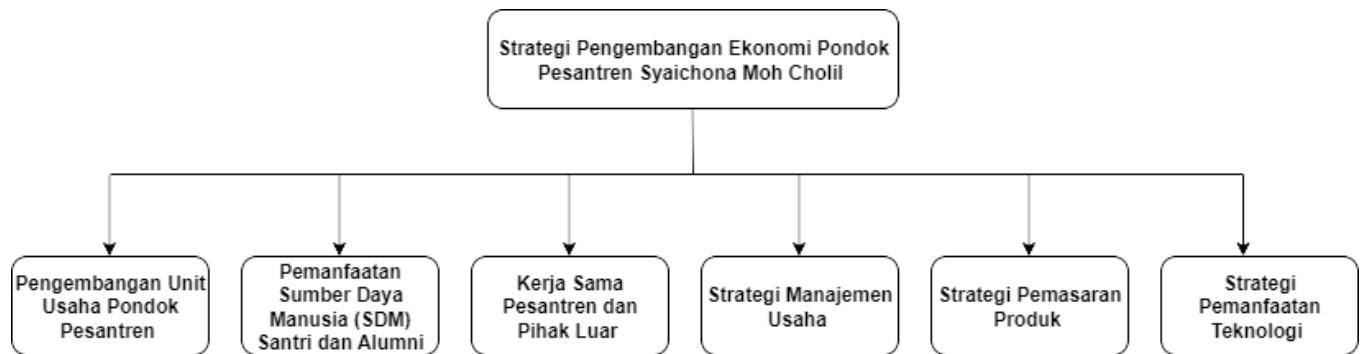 Strategi Pengembangan Ekonomi Pondok
Pesantren Syaichona Moh Cholil
Pengembangan Unit
Usaha Pondok
Pesantren
Pemanfaatan
Sumber Daya
Manusia (SDM)
Santri dan Alumni
Kerja Sama
Pesantren dan
Pihak Luar
Strategi Manajemen
Usaha
Strategi Pemasaran
Produk
Strategi
Pemanfaatan
Teknologi